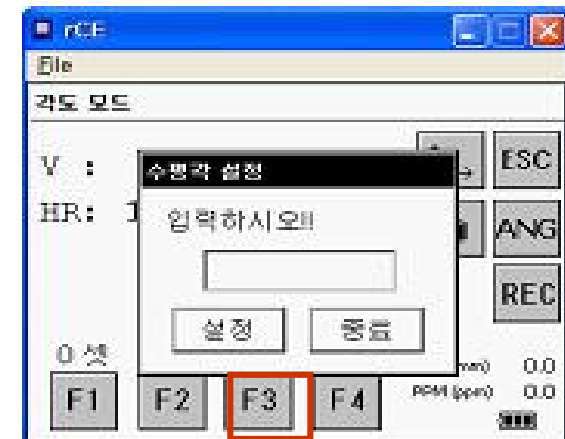 rCE
File
각도 모드
V :
ESC
수평각 설정
HR:
입력하시오!!
ANG
REC
설정 종료
0 셋
0.0
F1 F2 F3 F4
PPM (ppm) 0.0